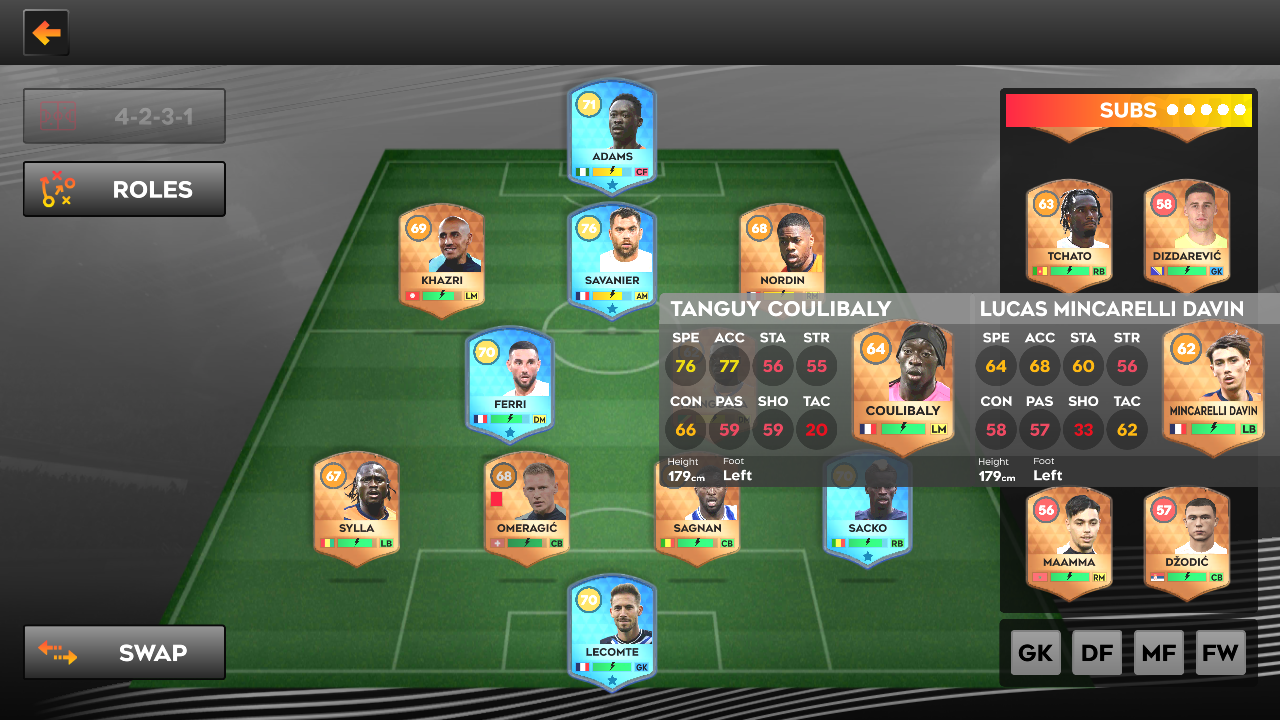 4-2-3-1
ROLES
SWAP
71
ADAMS
CF
69
KHAZRI
LM
76
SAVANIER
AM
68
NORDIN
70
FERRI
DM
67
SYLLA
LB
68
OMERAGIĆ
CB
SAGNAN
CB
SACKO
RB
70
LECOMTE
GK
TANGUY COULIBALY
SPE ACC STA STR
76 77 56 55
CON PAS SHO TAC
66 59 59 20
Height Foot
179cm Left
64
COULIBALY
LM
LUCAS MINCARELLI DAVIN
SPE ACC STA STR
64 68 60 56
CON PAS SHO TAC
58 57 33 62
Height Foot
179cm Left
62
MINCARELLI DAVIN
LB
SUBS
63
TCHATO
RB
58
DIZDAREVIĆ
GK
56
MAAMMA
RM
57
DŽODIĆ
CB
GK DF MF FW